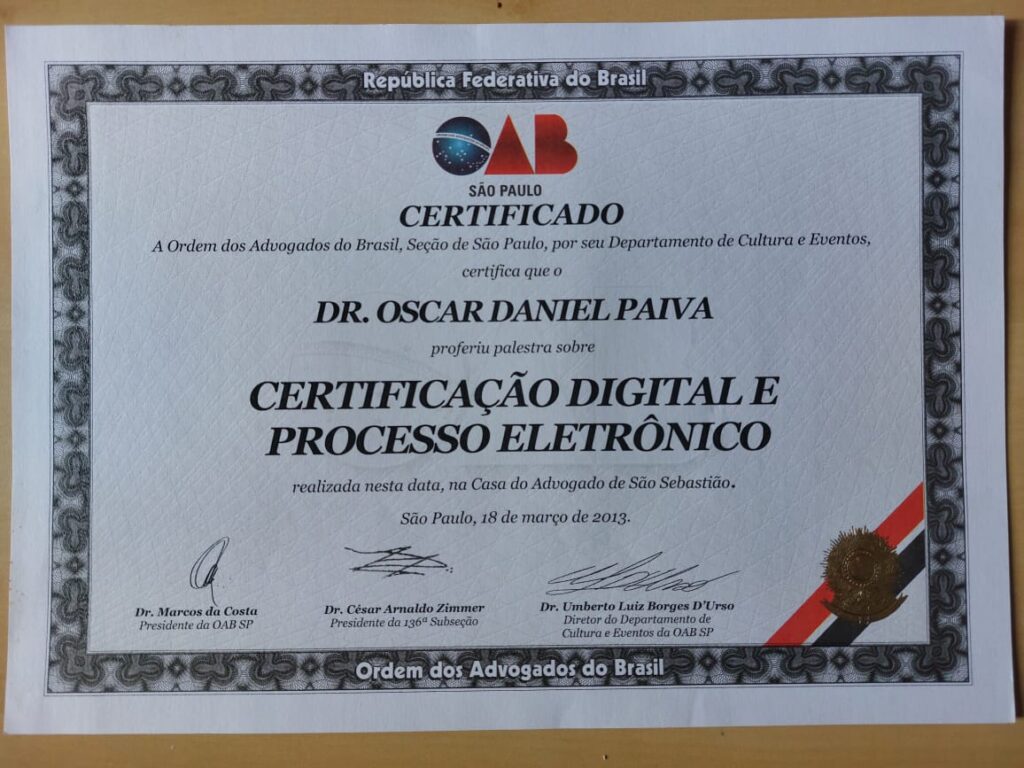 República Federativa do Brasil
OAB
SÃO PAULO
CERTIFICADO
A Ordem dos Advogados do Brasil, Seção de São Paulo, por seu Departamento de Cultura e Eventos,
certifica que o
DR. OSCAR DANIEL PAIVA
proferiu palestra sobre
CERTIFICAÇÃO DIGITAL E
PROCESSO ELETRÔNICO
realizada nesta data, na Casa do Advogado de São Sebastião.
São Paulo, 18 de março de 2013.
Dr. Marcos da Costa
Presidente da OAB SP
Dr. César Arnaldo Zimmer
Presidente da 136ª Subseção
Dr. Umberto Luiz Borges D'Urso
Diretor do Departamento de
Cultura e Eventos da OAB SP
Ordem dos Advogados do Brasil